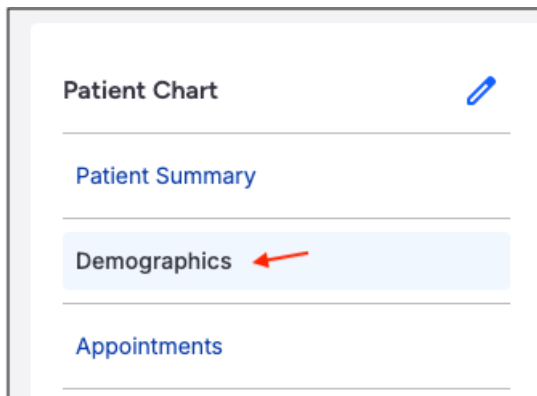 Patient Chart
Patient Summary
Demographics
Appointments